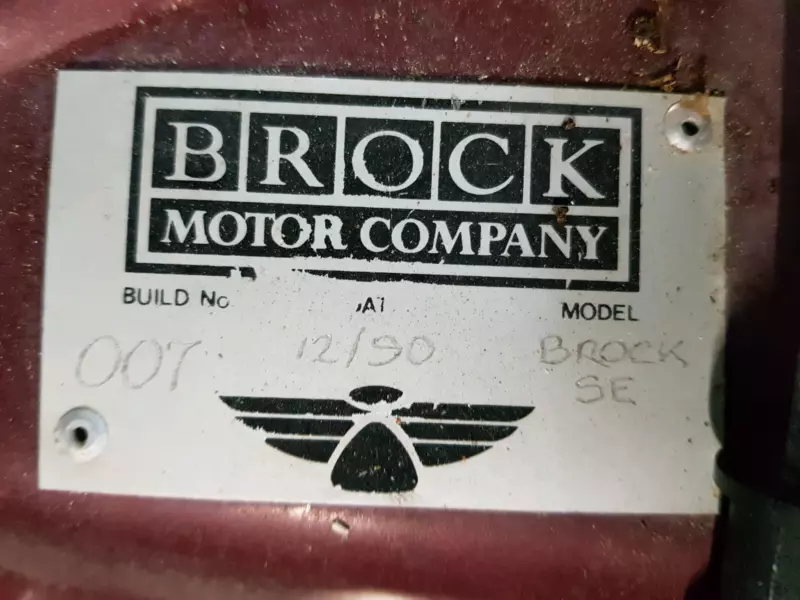 BROCK
MOTOR COMPANY
BUILD No MODEL
007 12/90 BROCK
SE